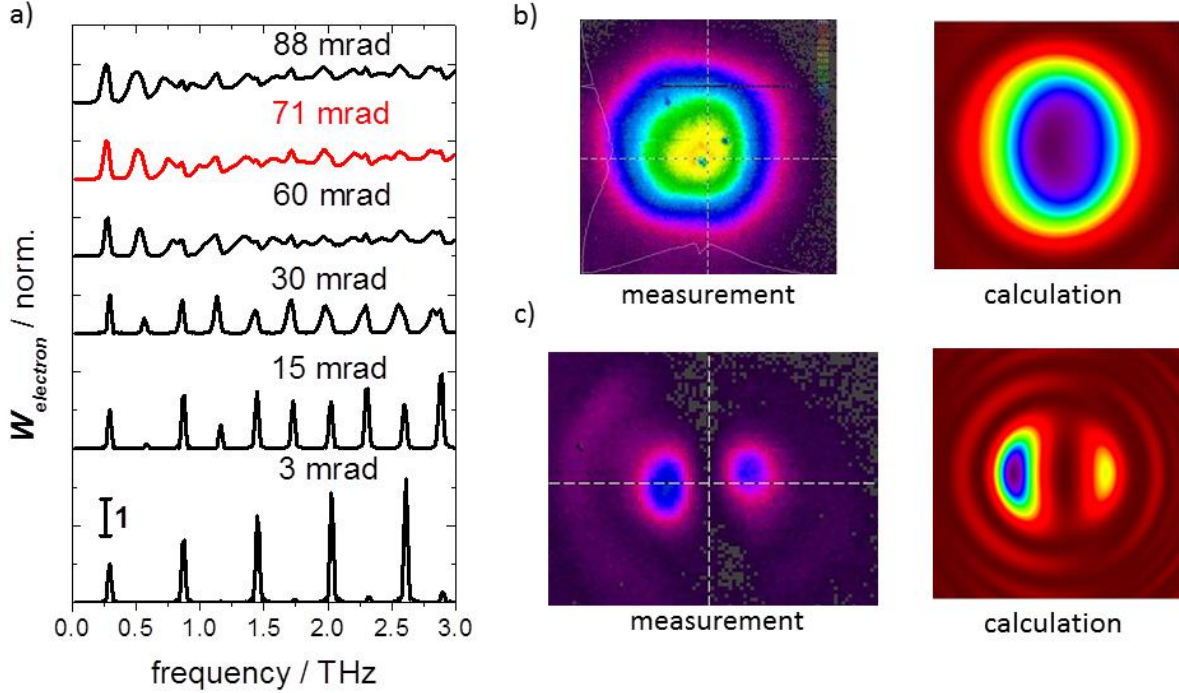 a)
88 mrad
71 mrad
60 mrad
30 mrad
15 mrad
3 mrad
1
W electron / norm.
0.0 0.5 1.0 1.5 2.0 2.5 3.0
frequency / THz
b)
measurement
calculation
c)
measurement
calculation